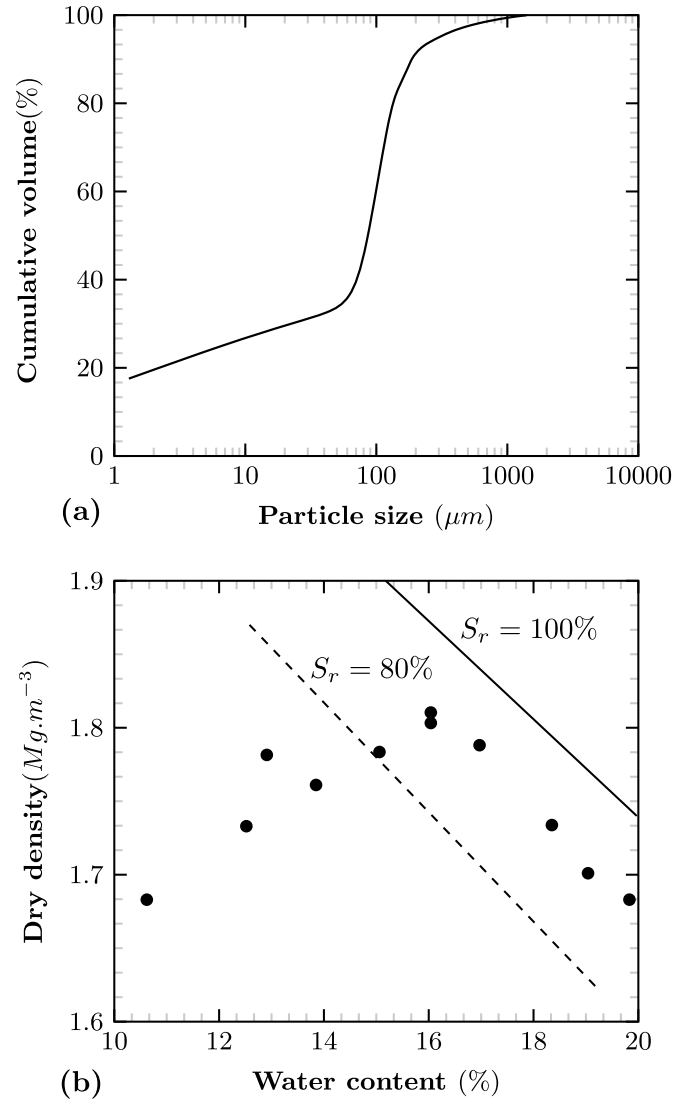 100
80
60
40
20
0
Cumulative volume(%)
1 10 100 1000 10000
(a) Particle size (μm)
1.9
1.8
1.7
1.6
Dry density(Mg.m⁻³)
S_r = 100%
S_r = 80%
10 12 14 16 18 20
(b) Water content (%)